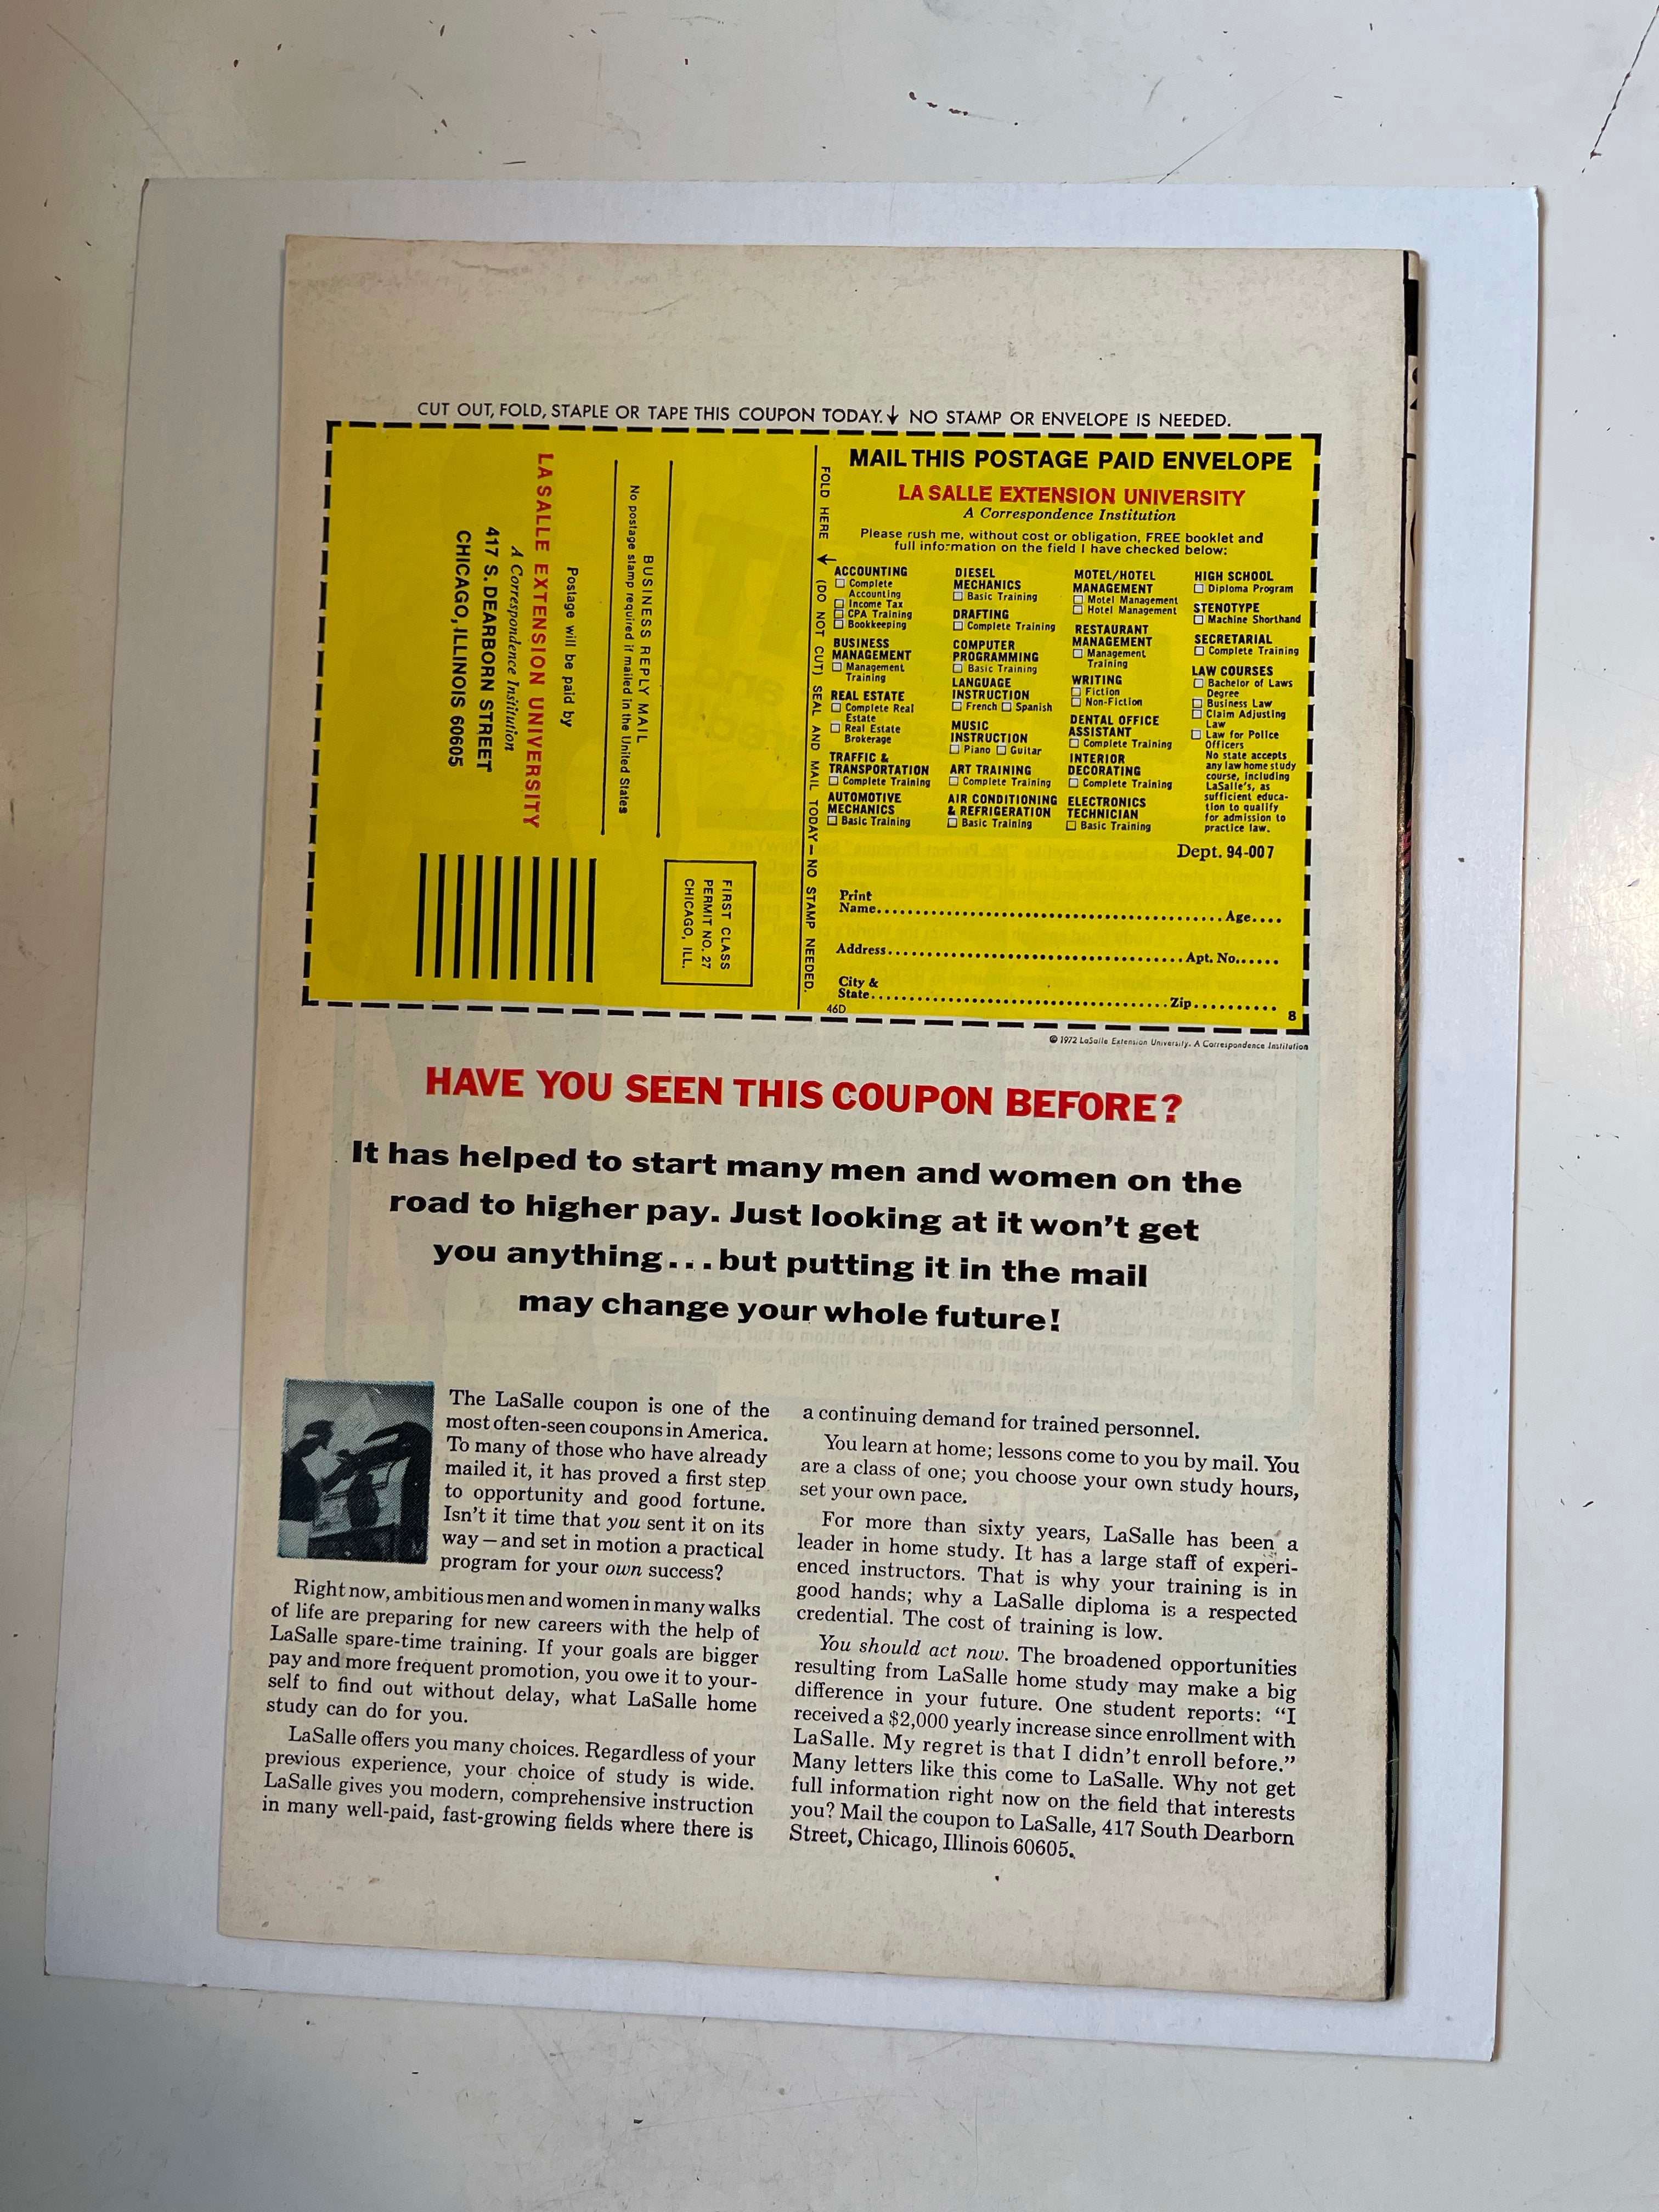 CUT OUT, FOLD, STAPLE OR TAPE THIS COUPON TODAY.↓ NO STAMP OR ENVELOPE IS NEEDED.
LA SALLE EXTENSION UNIVERSITY
A Correspondence Institution
417 S. DEARBORN STREET
CHICAGO, ILLINOIS 60605
Postage will be paid by
No postage stamp required if mailed in the United States
BUSINESS REPLY MAIL
FIRST CLASS
PERMIT NO. 27
CHICAGO, ILL.
FOLD HERE ← (DO NOT CUT) SEAL AND MAIL TODAY — NO STAMP NEEDED.
MAIL THIS POSTAGE PAID ENVELOPE
LA SALLE EXTENSION UNIVERSITY
A Correspondence Institution
Please rush me, without cost or obligation, FREE booklet and
full information on the field I have checked below:
ACCOUNTING
☐ Complete
Accounting
☐ Income Tax
☐ CPA Training
☐ Bookkeeping
BUSINESS
MANAGEMENT
☐ Management
Training
REAL ESTATE
☐ Complete Real
Estate
☐ Real Estate
Brokerage
TRAFFIC &
TRANSPORTATION
☐ Complete Training
AUTOMOTIVE
MECHANICS
☐ Basic Training
DIESEL
MECHANICS
☐ Basic Training
DRAFTING
☐ Complete Training
COMPUTER
PROGRAMMING
☐ Basic Training
LANGUAGE
INSTRUCTION
☐ French ☐ Spanish
MUSIC
INSTRUCTION
☐ Piano ☐ Guitar
ART TRAINING
☐ Complete Training
AIR CONDITIONING
& REFRIGERATION
☐ Basic Training
MOTEL/HOTEL
MANAGEMENT
☐ Motel Management
☐ Hotel Management
RESTAURANT
MANAGEMENT
☐ Management
Training
WRITING
☐ Fiction
☐ Non-Fiction
DENTAL OFFICE
ASSISTANT
☐ Complete Training
INTERIOR
DECORATING
☐ Complete Training
ELECTRONICS
TECHNICIAN
☐ Basic Training
HIGH SCHOOL
☐ Diploma Program
STENOTYPE
☐ Machine Shorthand
SECRETARIAL
☐ Complete Training
LAW COURSES
☐ Bachelor of Laws
Degree
☐ Business Law
☐ Claim Adjusting
Law
☐ Law for Police
Officers
No state accepts
any law home study
course, including
LaSalle's, as
sufficient educa-
tion to qualify
for admission to
practice law.
Dept. 94-007
Print
Name.......... Age....
Address.......... Apt. No......
City &
State.......... Zip..........
46D
8
© 1972 LaSalle Extension University. A Correspondence Institution
HAVE YOU SEEN THIS COUPON BEFORE?
It has helped to start many men and women on the
road to higher pay. Just looking at it won't get
you anything...but putting it in the mail
may change your whole future!
The LaSalle coupon is one of the
most often-seen coupons in America.
To many of those who have already
mailed it, it has proved a first step
to opportunity and good fortune.
Isn't it time that you sent it on its
way—and set in motion a practical
program for your own success?
Right now, ambitious men and women in many walks
of life are preparing for new careers with the help of
LaSalle spare-time training. If your goals are bigger
pay and more frequent promotion, you owe it to your-
self to find out without delay, what LaSalle home
study can do for you.
LaSalle offers you many choices. Regardless of your
previous experience, your choice of study is wide.
LaSalle gives you modern, comprehensive instruction
in many well-paid, fast-growing fields where there is
a continuing demand for trained personnel.
You learn at home; lessons come to you by mail. You
are a class of one; you choose your own study hours,
set your own pace.
For more than sixty years, LaSalle has been a
leader in home study. It has a large staff of experi-
enced instructors. That is why your training is in
good hands; why a LaSalle diploma is a respected
credential. The cost of training is low.
You should act now. The broadened opportunities
resulting from LaSalle home study may make a big
difference in your future. One student reports: "I
received a $2,000 yearly increase since enrollment with
LaSalle. My regret is that I didn't enroll before."
Many letters like this come to LaSalle. Why not get
full information right now on the field that interests
you? Mail the coupon to LaSalle, 417 South Dearborn
Street, Chicago, Illinois 60605.